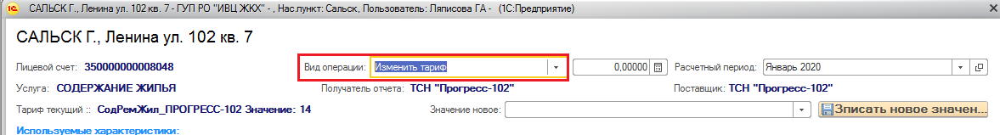 САЛЬСК Г., Ленина ул. 102 кв. 7 - ГУП РО "ИВЦ ЖКХ" - , Нас.пункт: Сальск, Пользователь: Ляписова ГА - (1С:Предприятие)
САЛЬСК Г., Ленина ул. 102 кв. 7
Лицевой счет: 350000000008048 Вид операции: Изменить тариф 0,00000 Расчетный период: Январь 2020
Услуга: СОДЕРЖАНИЕ ЖИЛЬЯ Получатель отчета: ТСН "Прогресс-102" Поставщик: ТСН "Прогресс-102"
Тариф текущий :: СодРемЖил_ПРОГРЕСС-102 Значение: 14 Значение новое: Зписать новое значен...
Используемые характеристики: